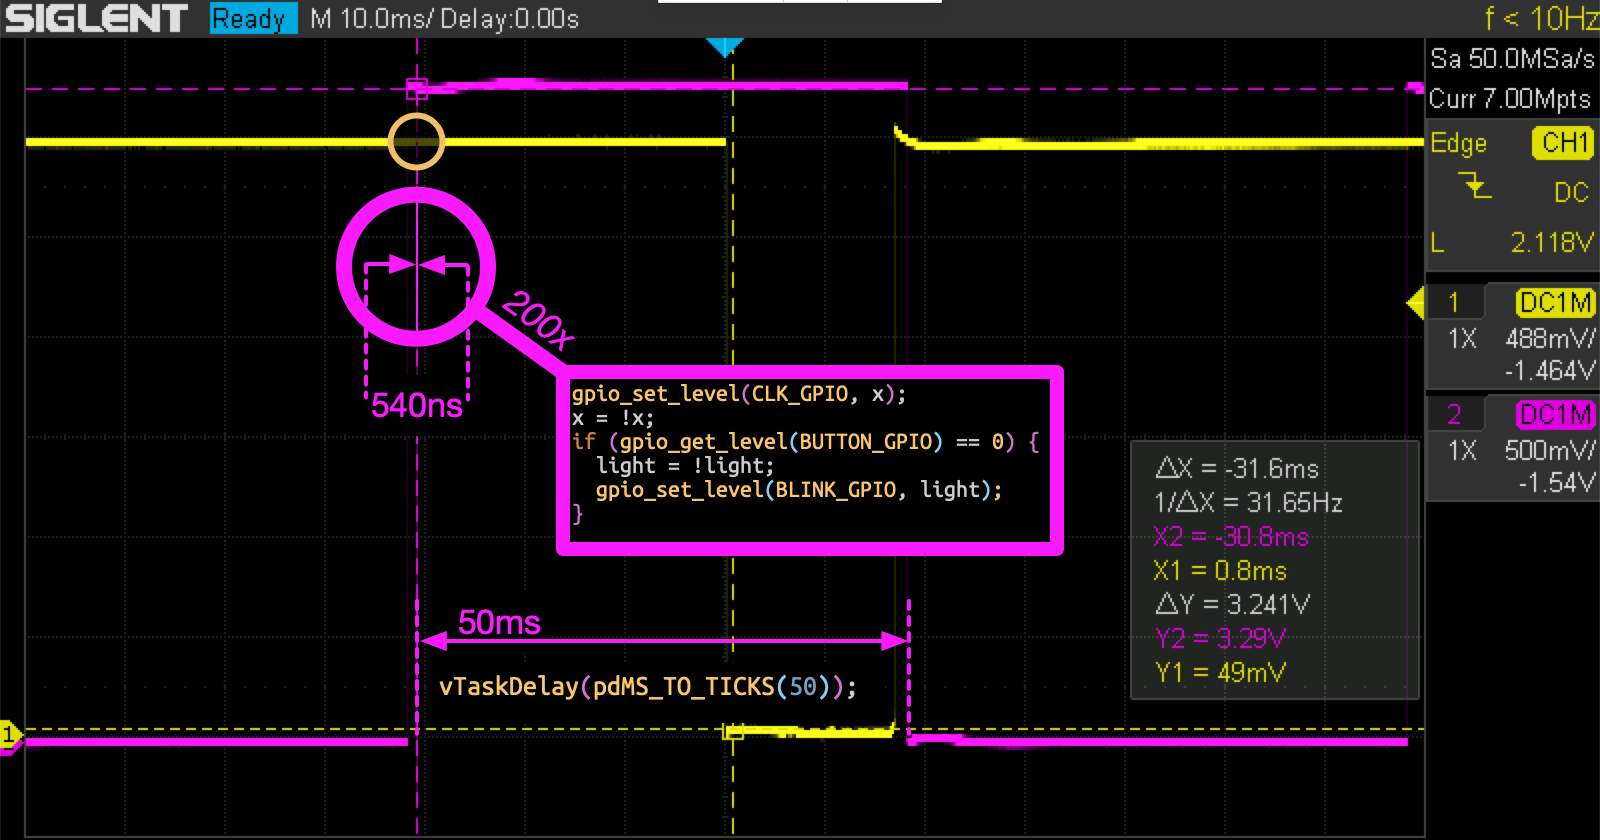 SIGLENT Ready M 10.0ms/ Delay:0.00s f < 10Hz
Sa 50.0MSa/s
Curr 7.00Mpts
Edge CH1
DC
L 2.118V
1 DC1M
1X 488mV/
-1.464V
2 DC1M
1X 500mV/
-1.54V
200x
540ns
gpio_set_level(CLK_GPIO, x);
x = !x;
if (gpio_get_level(BUTTON_GPIO) == 0) {
light = !light;
gpio_set_level(BLINK_GPIO, light);
}
ΔX = -31.6ms
1/ΔX = 31.65Hz
X2 = -30.8ms
X1 = 0.8ms
ΔY = 3.241V
Y2 = 3.29V
Y1 = 49mV
50ms
vTaskDelay(pdMS_TO_TICKS(50));
1